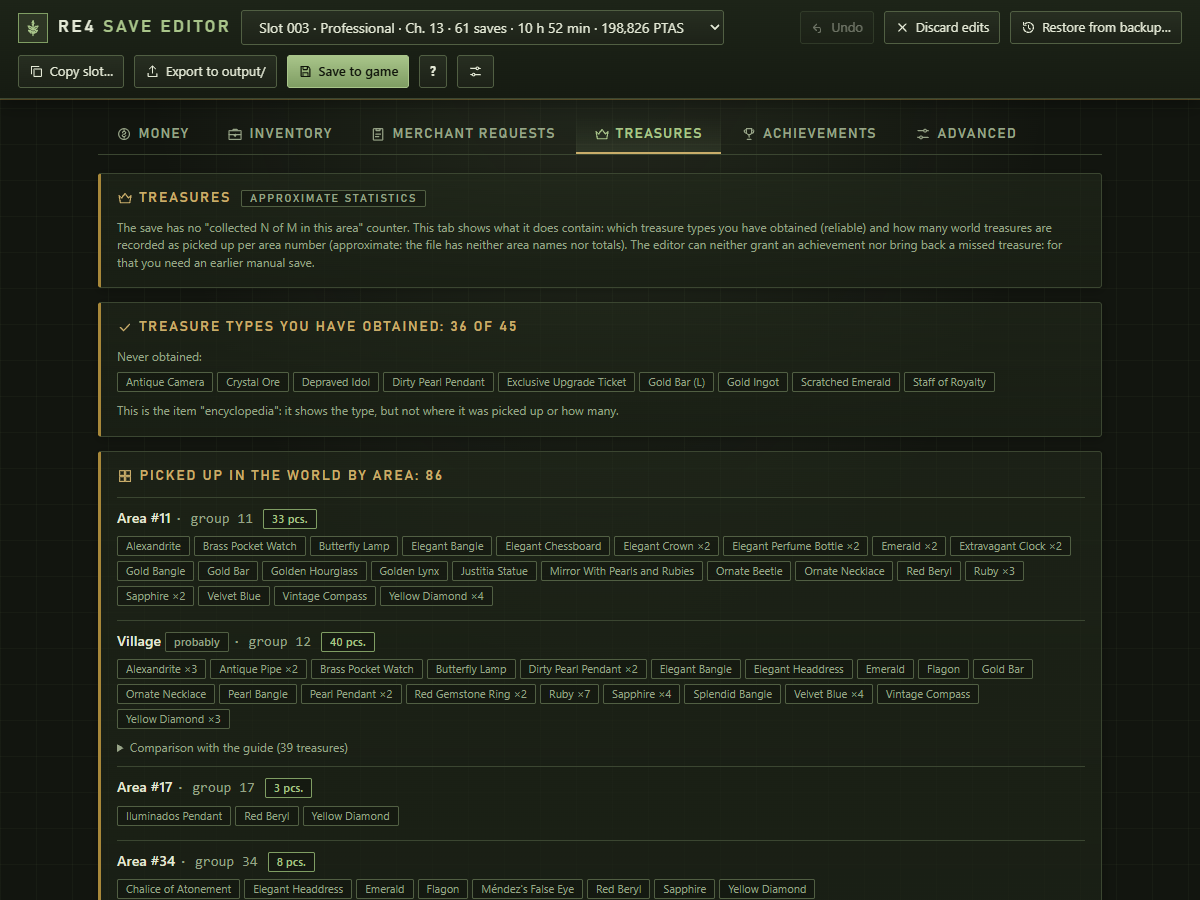 RE4 SAVE EDITOR
Slot 003 · Professional · Ch. 13 · 61 saves · 10 h 52 min · 198,826 PTAS
Undo
Discard edits
Restore from backup...
Copy slot...
Export to output/
Save to game
?
MONEY
INVENTORY
MERCHANT REQUESTS
TREASURES
ACHIEVEMENTS
ADVANCED
TREASURES APPROXIMATE STATISTICS
The save has no "collected N of M in this area" counter. This tab shows what it does contain: which treasure types you have obtained (reliable) and how many world treasures are
recorded as picked up per area number (approximate: the file has neither area names nor totals). The editor can neither grant an achievement nor bring back a missed treasure: for
that you need an earlier manual save.
TREASURE TYPES YOU HAVE OBTAINED: 36 OF 45
Never obtained:
Antique Camera Crystal Ore Depraved Idol Dirty Pearl Pendant Exclusive Upgrade Ticket Gold Bar (L) Gold Ingot Scratched Emerald Staff of Royalty
This is the item "encyclopedia": it shows the type, but not where it was picked up or how many.
PICKED UP IN THE WORLD BY AREA: 86
Area #11 · group 11 33 pcs.
Alexandrite Brass Pocket Watch Butterfly Lamp Elegant Bangle Elegant Chessboard Elegant Crown ×2 Elegant Perfume Bottle ×2 Emerald ×2 Extravagant Clock ×2
Gold Bangle Gold Bar Golden Hourglass Golden Lynx Justitia Statue Mirror With Pearls and Rubies Ornate Beetle Ornate Necklace Red Beryl Ruby ×3
Sapphire ×2 Velvet Blue Vintage Compass Yellow Diamond ×4
Village probably · group 12 40 pcs.
Alexandrite ×3 Antique Pipe ×2 Brass Pocket Watch Butterfly Lamp Dirty Pearl Pendant ×2 Elegant Bangle Elegant Headdress Emerald Flagon Gold Bar
Ornate Necklace Pearl Bangle Pearl Pendant ×2 Red Gemstone Ring ×2 Ruby ×7 Sapphire ×4 Splendid Bangle Velvet Blue ×4 Vintage Compass
Yellow Diamond ×3
Comparison with the guide (39 treasures)
Area #17 · group 17 3 pcs.
Iluminados Pendant Red Beryl Yellow Diamond
Area #34 · group 34 8 pcs.
Chalice of Atonement Elegant Headdress Emerald Flagon Méndez's False Eye Red Beryl Sapphire Yellow Diamond